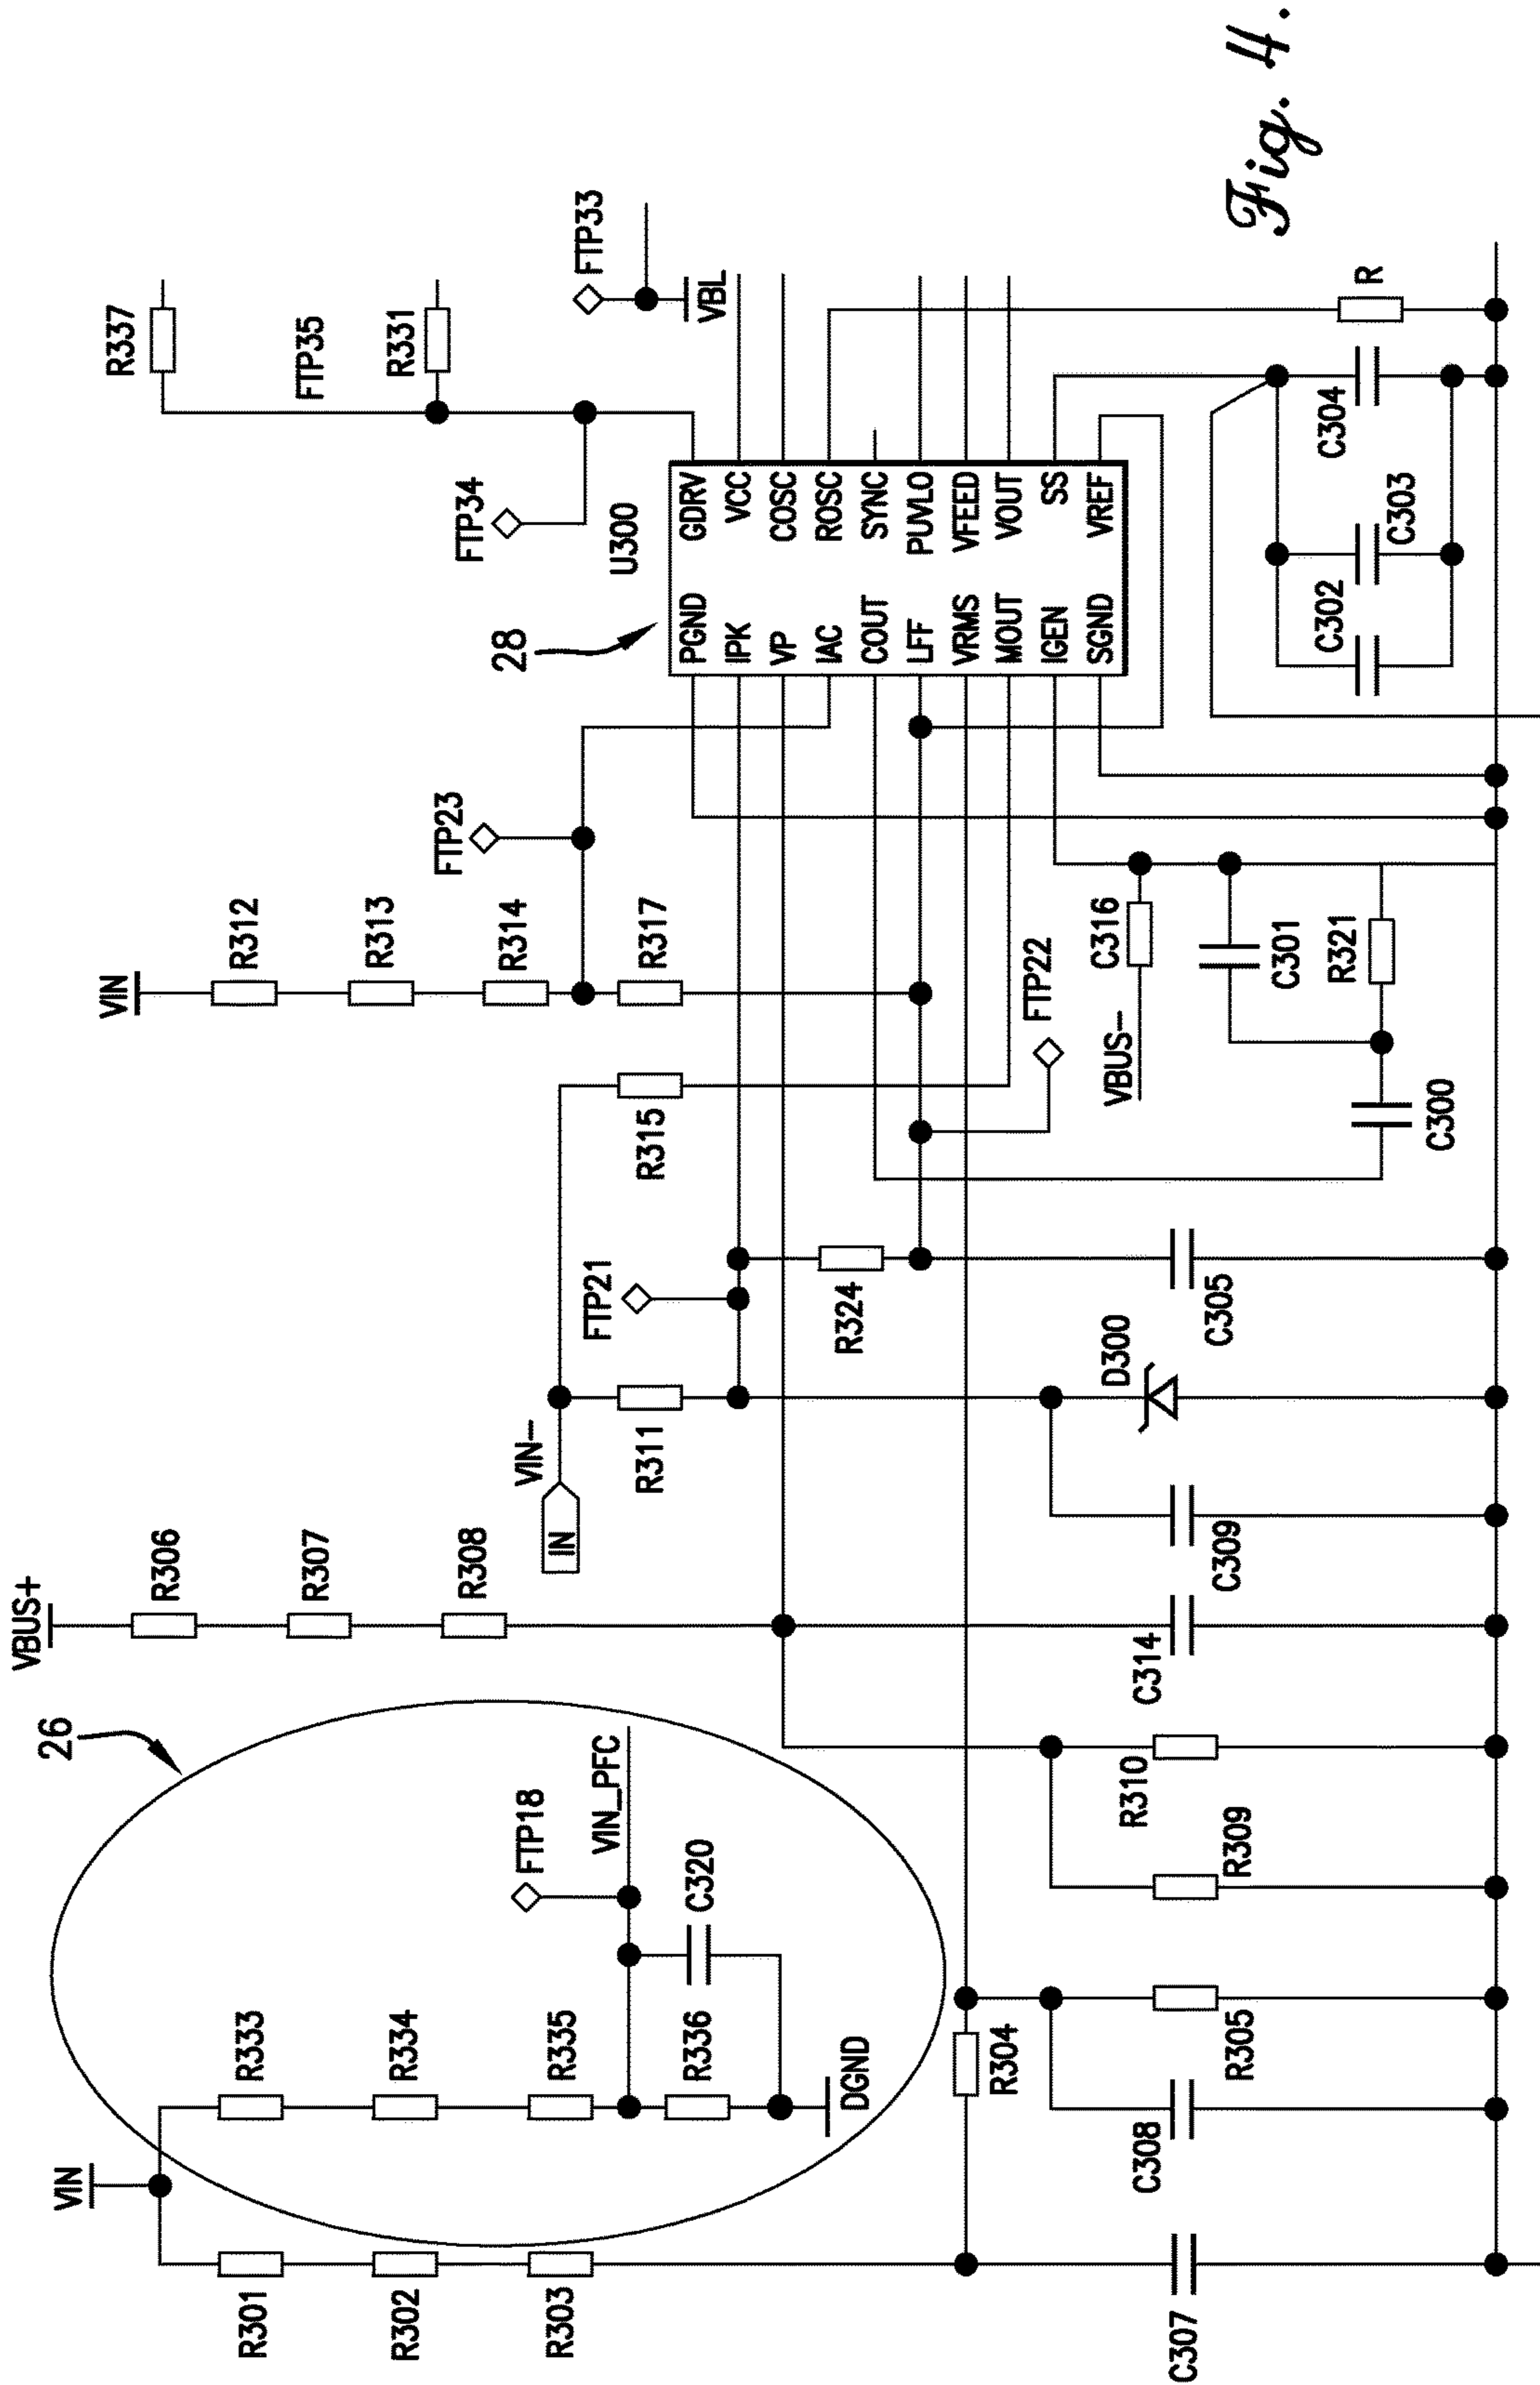 VBUS+
26
VIN
R306
R307
R308
VIN
R312
R313
R314
R317
R337
FTP35
R331
R301
R302
R303
R333
R334
R335
R336
DGND
FTP18
VIN_PFC
C320
IN
VIN−
R311
FTP21
R315
FTP23
28
FTP34
U300
FTP33
VBL
PGND
IPK
VP
IAC
COUT
LFF
VRMS
MOUT
IGEN
SGND
GDRV
VCC
COSC
ROSC
SYNC
PUVLO
VFEED
VOUT
SS
VREF
R324
FTP22
R304
C307
C308
R305
R309
R310
C314
C309
D300
C305
VBUS−
C316
C301
R321
C300
C302
C303
C304
R
Fig. 4.